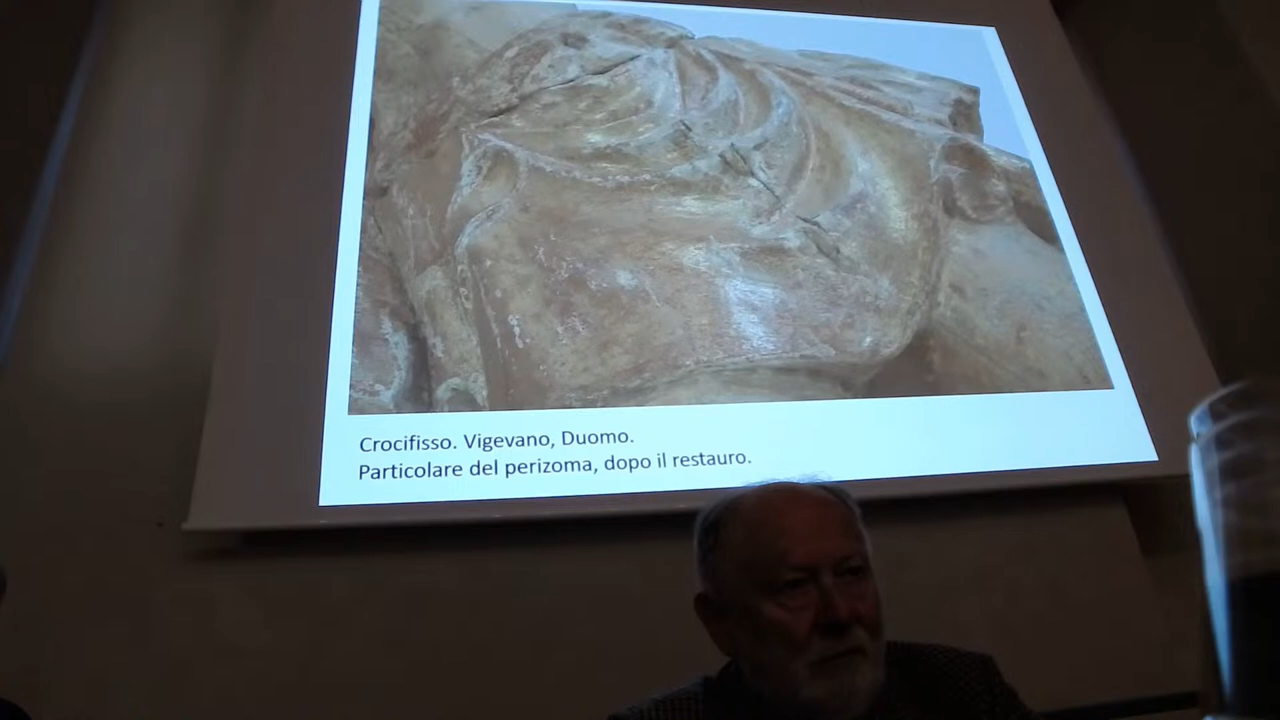 Crocifisso. Vigevano, Duomo.
Particolare del perizoma, dopo il restauro.